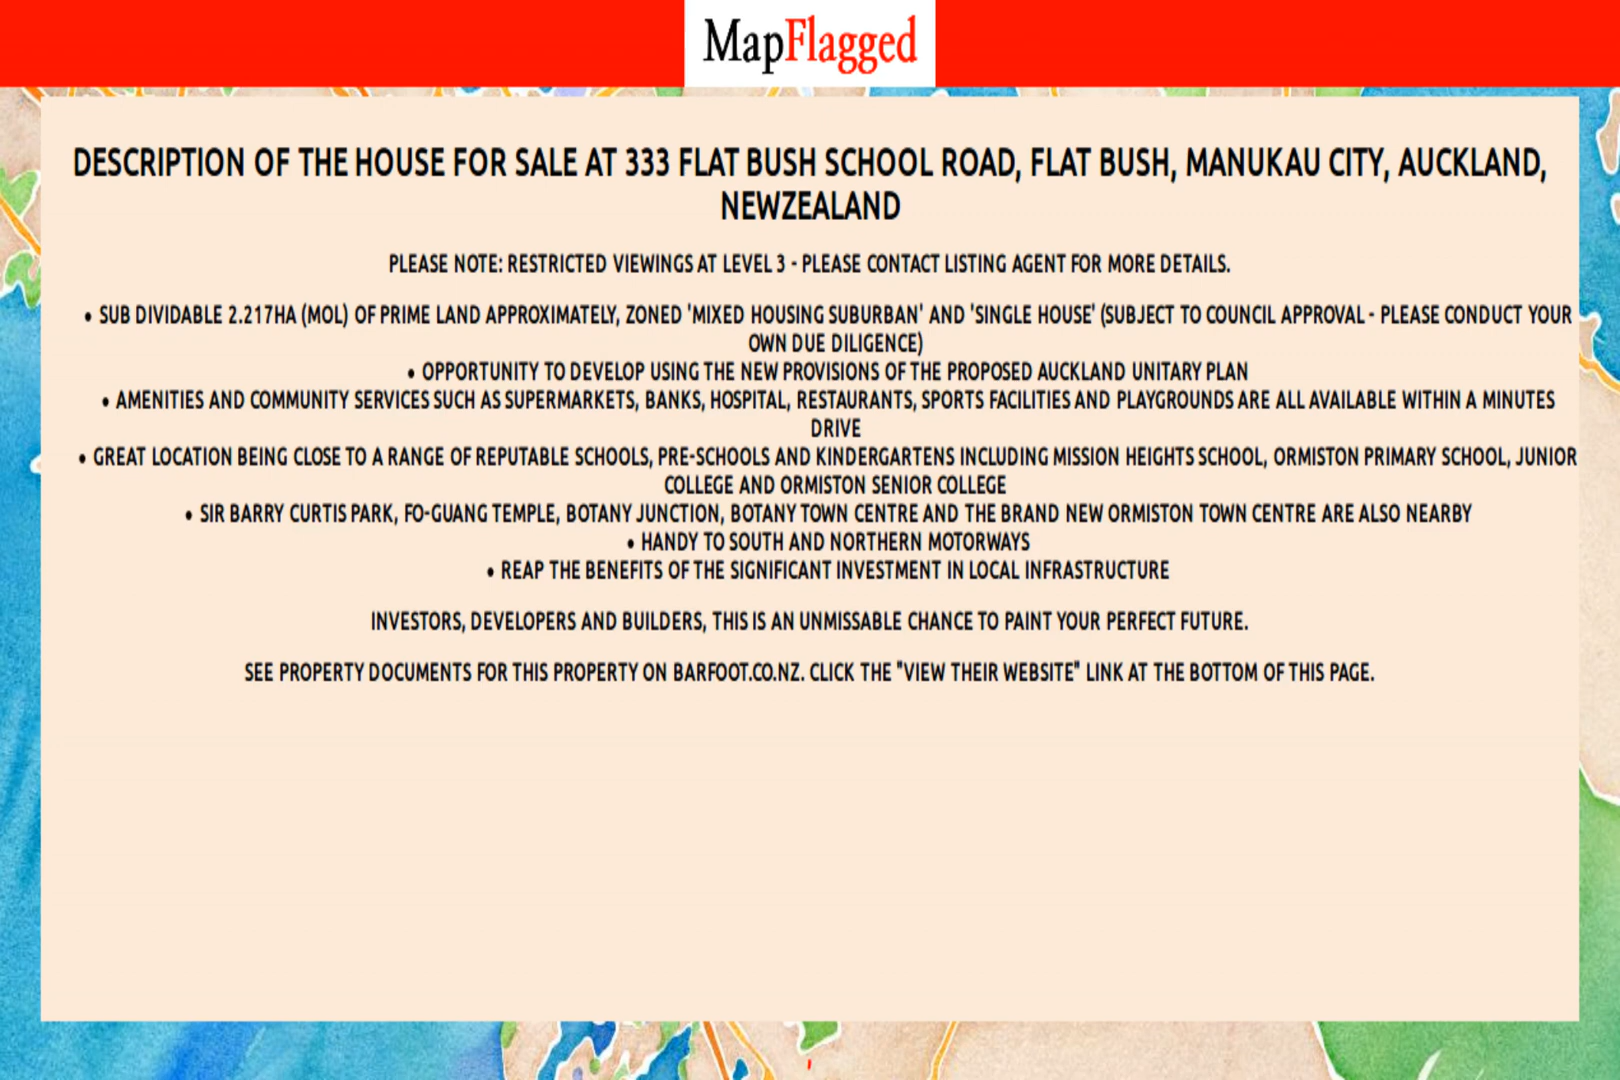 MapFlagged
DESCRIPTION OF THE HOUSE FOR SALE AT 333 FLAT BUSH SCHOOL ROAD, FLAT BUSH, MANUKAU CITY, AUCKLAND,
NEWZEALAND
PLEASE NOTE: RESTRICTED VIEWINGS AT LEVEL 3 - PLEASE CONTACT LISTING AGENT FOR MORE DETAILS.
• SUB DIVIDABLE 2.217HA (MOL) OF PRIME LAND APPROXIMATELY, ZONED 'MIXED HOUSING SUBURBAN' AND 'SINGLE HOUSE' (SUBJECT TO COUNCIL APPROVAL - PLEASE CONDUCT YOUR
OWN DUE DILIGENCE)
• OPPORTUNITY TO DEVELOP USING THE NEW PROVISIONS OF THE PROPOSED AUCKLAND UNITARY PLAN
• AMENITIES AND COMMUNITY SERVICES SUCH AS SUPERMARKETS, BANKS, HOSPITAL, RESTAURANTS, SPORTS FACILITIES AND PLAYGROUNDS ARE ALL AVAILABLE WITHIN A MINUTES
DRIVE
• GREAT LOCATION BEING CLOSE TO A RANGE OF REPUTABLE SCHOOLS, PRE-SCHOOLS AND KINDERGARTENS INCLUDING MISSION HEIGHTS SCHOOL, ORMISTON PRIMARY SCHOOL, JUNIOR
COLLEGE AND ORMISTON SENIOR COLLEGE
• SIR BARRY CURTIS PARK, FO-GUANG TEMPLE, BOTANY JUNCTION, BOTANY TOWN CENTRE AND THE BRAND NEW ORMISTON TOWN CENTRE ARE ALSO NEARBY
• HANDY TO SOUTH AND NORTHERN MOTORWAYS
• REAP THE BENEFITS OF THE SIGNIFICANT INVESTMENT IN LOCAL INFRASTRUCTURE
INVESTORS, DEVELOPERS AND BUILDERS, THIS IS AN UNMISSABLE CHANCE TO PAINT YOUR PERFECT FUTURE.
SEE PROPERTY DOCUMENTS FOR THIS PROPERTY ON BARFOOT.CO.NZ. CLICK THE "VIEW THEIR WEBSITE" LINK AT THE BOTTOM OF THIS PAGE.